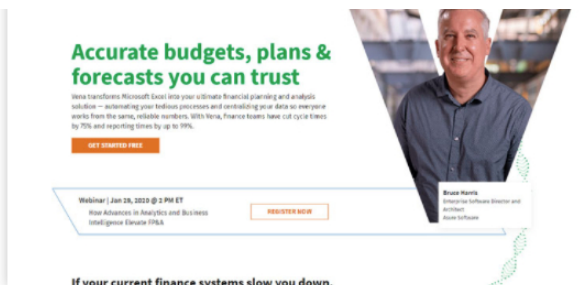 Accurate budgets, plans &
forecasts you can trust
Vena transforms Microsoft Excel into your ultimate financial planning and analysis
solution — automating your tedious processes and centralizing your data so everyone
works from the same, reliable numbers. With Vena, finance teams have cut cycle times
by 75% and reporting times by up to 99%.
GET STARTED FREE
Webinar | Jan 28, 2020 @ 2 PM ET
How Advances in Analytics and Business
Intelligence Elevate FP&A
REGISTER NOW
Bruce Harris
Enterprise Software Director and
Architect
Azure Software
If your current finance systems slow you down,